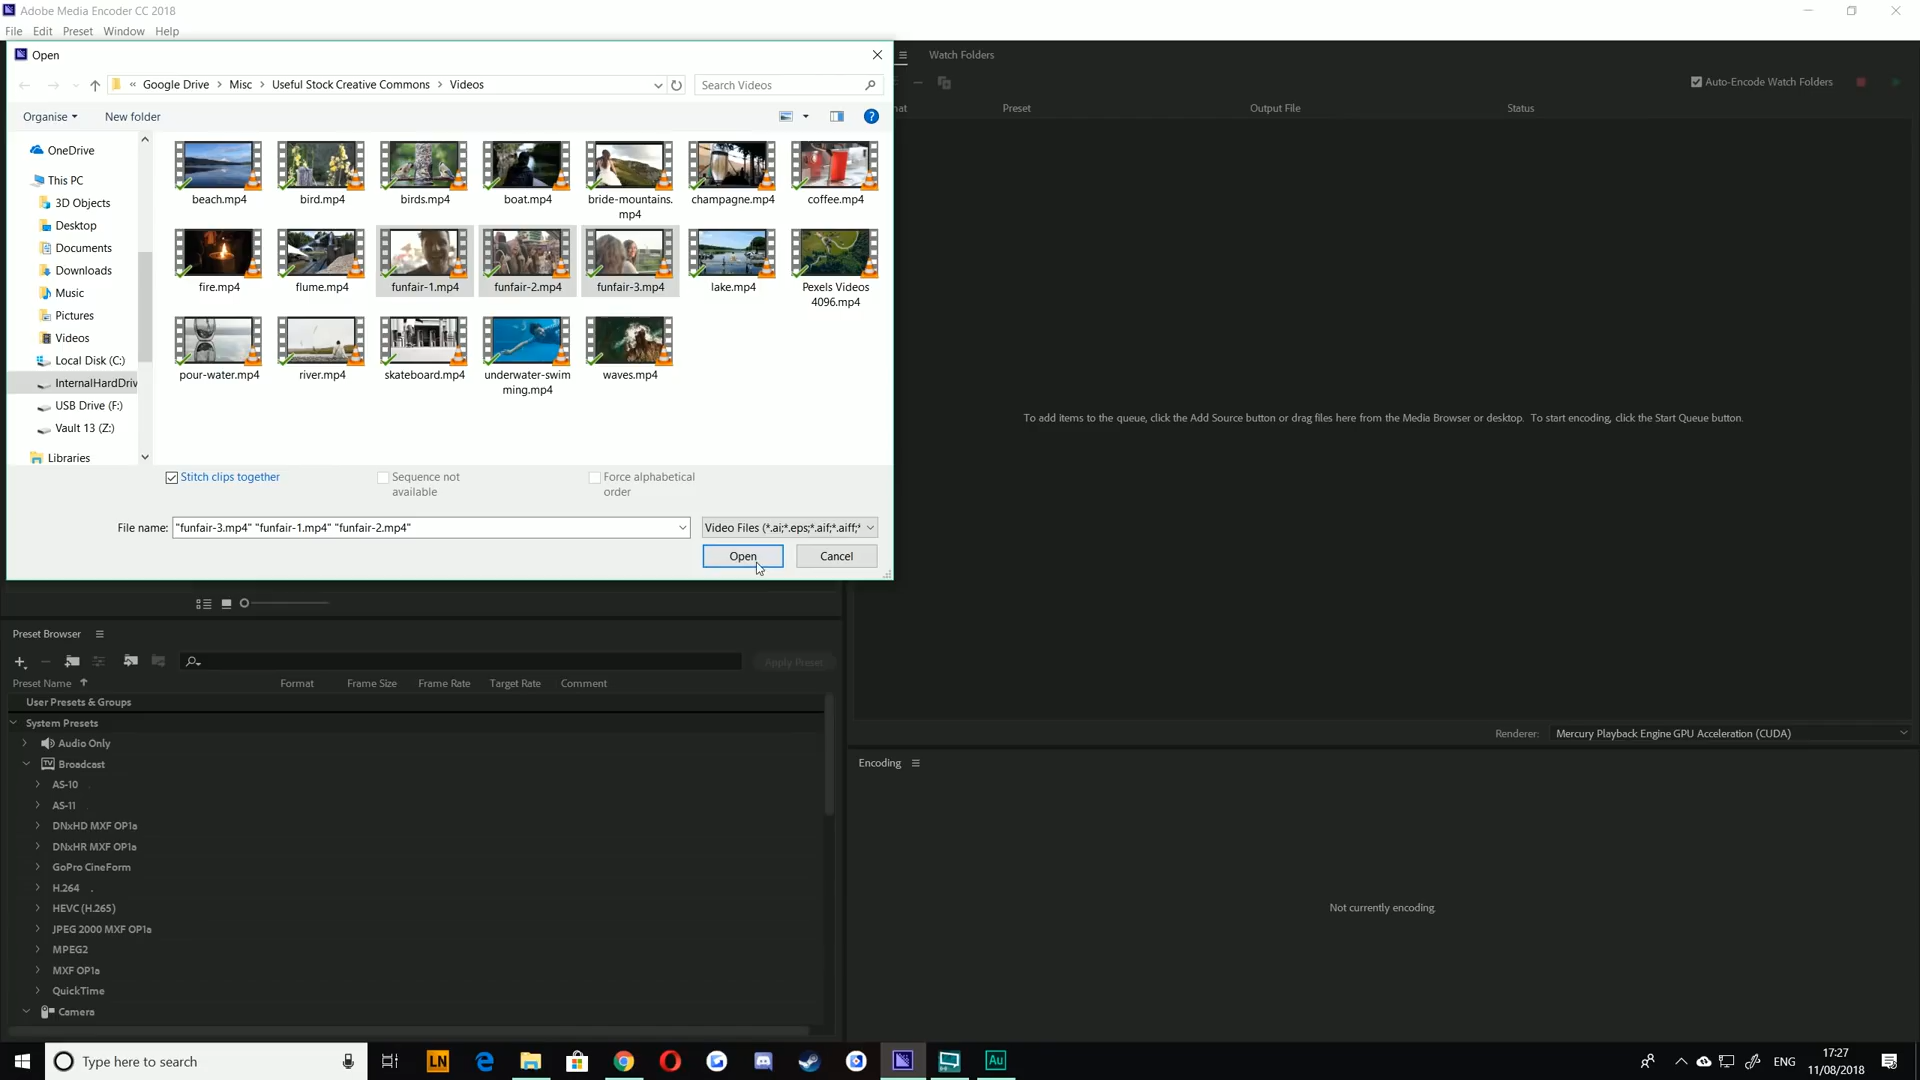 Adobe Media Encoder CC 2018
File Edit Preset Window Help
Open
« Google Drive > Misc > Useful Stock Creative Commons > Videos
Search Videos
Organise
New folder
OneDrive
This PC
3D Objects
Desktop
Documents
Downloads
Music
Pictures
Videos
Local Disk (C:)
InternalHardDriv
USB Drive (F:)
Vault 13 (Z:)
Libraries
beach.mp4
bird.mp4
birds.mp4
boat.mp4
bride-mountains.
mp4
champagne.mp4
coffee.mp4
fire.mp4
flume.mp4
funfair-1.mp4
funfair-2.mp4
funfair-3.mp4
lake.mp4
Pexels Videos
4096.mp4
pour-water.mp4
river.mp4
skateboard.mp4
underwater-swim
ming.mp4
waves.mp4
Stitch clips together
Sequence not
available
Force alphabetical
order
File name: "funfair-3.mp4" "funfair-1.mp4" "funfair-2.mp4"
Video Files (*.ai;*.eps;*.aif;*.aiff;*
Open
Cancel
Watch Folders
Auto-Encode Watch Folders
Preset
Output File
Status
To add items to the queue, click the Add Source button or drag files here from the Media Browser or desktop. To start encoding, click the Start Queue button.
Renderer: Mercury Playback Engine GPU Acceleration (CUDA)
Preset Browser
Apply Preset
Preset Name Format Frame Size Frame Rate Target Rate Comment
User Presets & Groups
System Presets
Audio Only
Broadcast
AS-10
AS-11
DNxHD MXF OP1a
DNxHR MXF OP1a
GoPro CineForm
H.264
HEVC (H.265)
JPEG 2000 MXF OP1a
MPEG2
MXF OP1a
QuickTime
Camera
Encoding
Not currently encoding.
Type here to search
LN
Au
ENG
17:27
11/08/2018